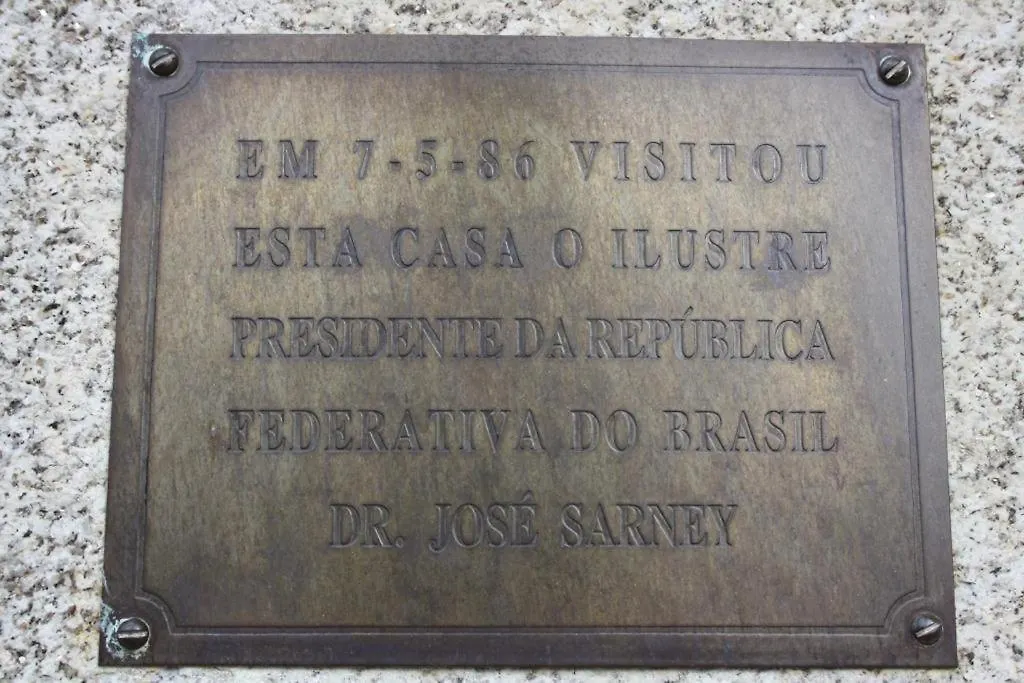 EM 7-5-86 VISITOU
ESTA CASA O ILUSTRE
PRESIDENTE DA REPÚBLICA
FEDERATIVA DO BRASIL
DR. JOSÉ SARNEY